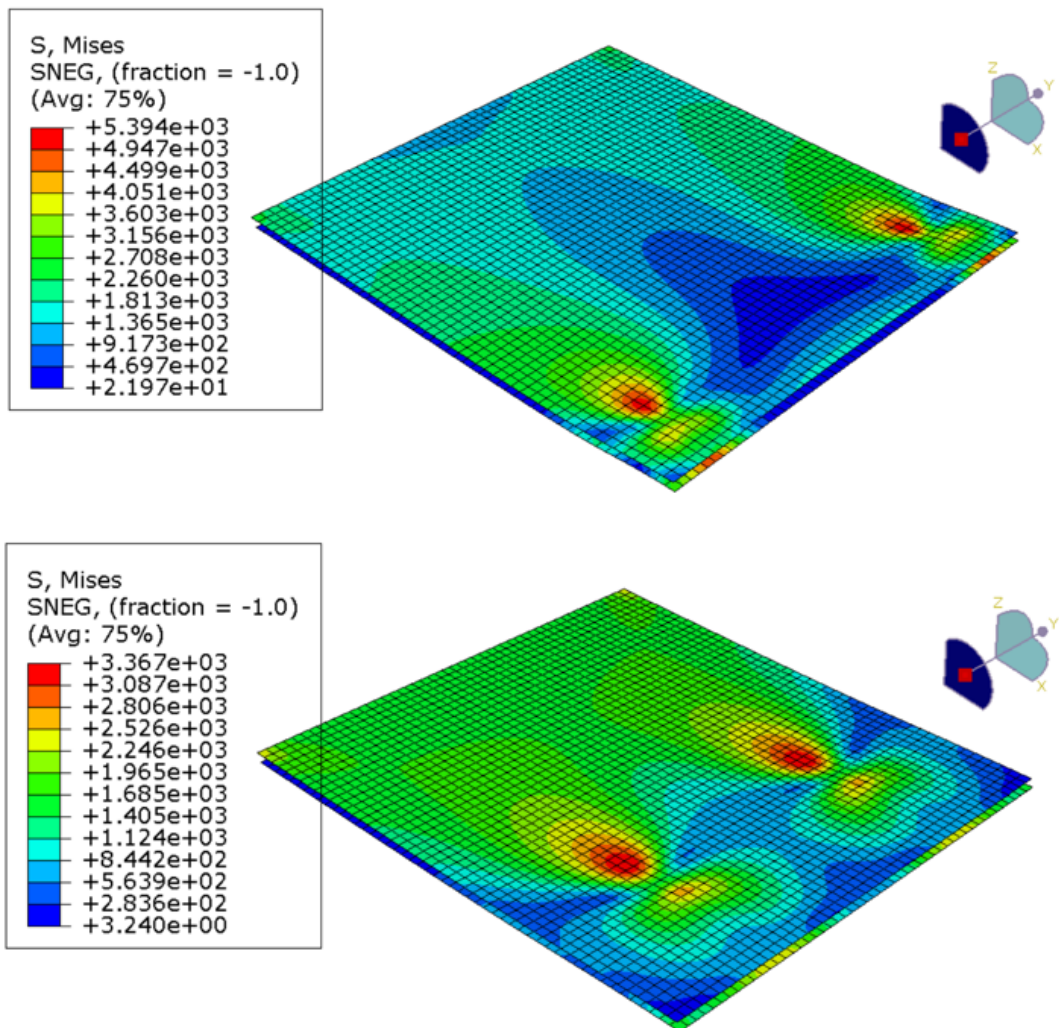 S, Mises
SNEG, (fraction = -1.0)
(Avg: 75%)
+5.394e+03
+4.947e+03
+4.499e+03
+4.051e+03
+3.603e+03
+3.156e+03
+2.708e+03
+2.260e+03
+1.813e+03
+1.365e+03
+9.173e+02
+4.697e+02
+2.197e+01
Z
Y
X
S, Mises
SNEG, (fraction = -1.0)
(Avg: 75%)
+3.367e+03
+3.087e+03
+2.806e+03
+2.526e+03
+2.246e+03
+1.965e+03
+1.685e+03
+1.405e+03
+1.124e+03
+8.442e+02
+5.639e+02
+2.836e+02
+3.240e+00
Z
Y
X